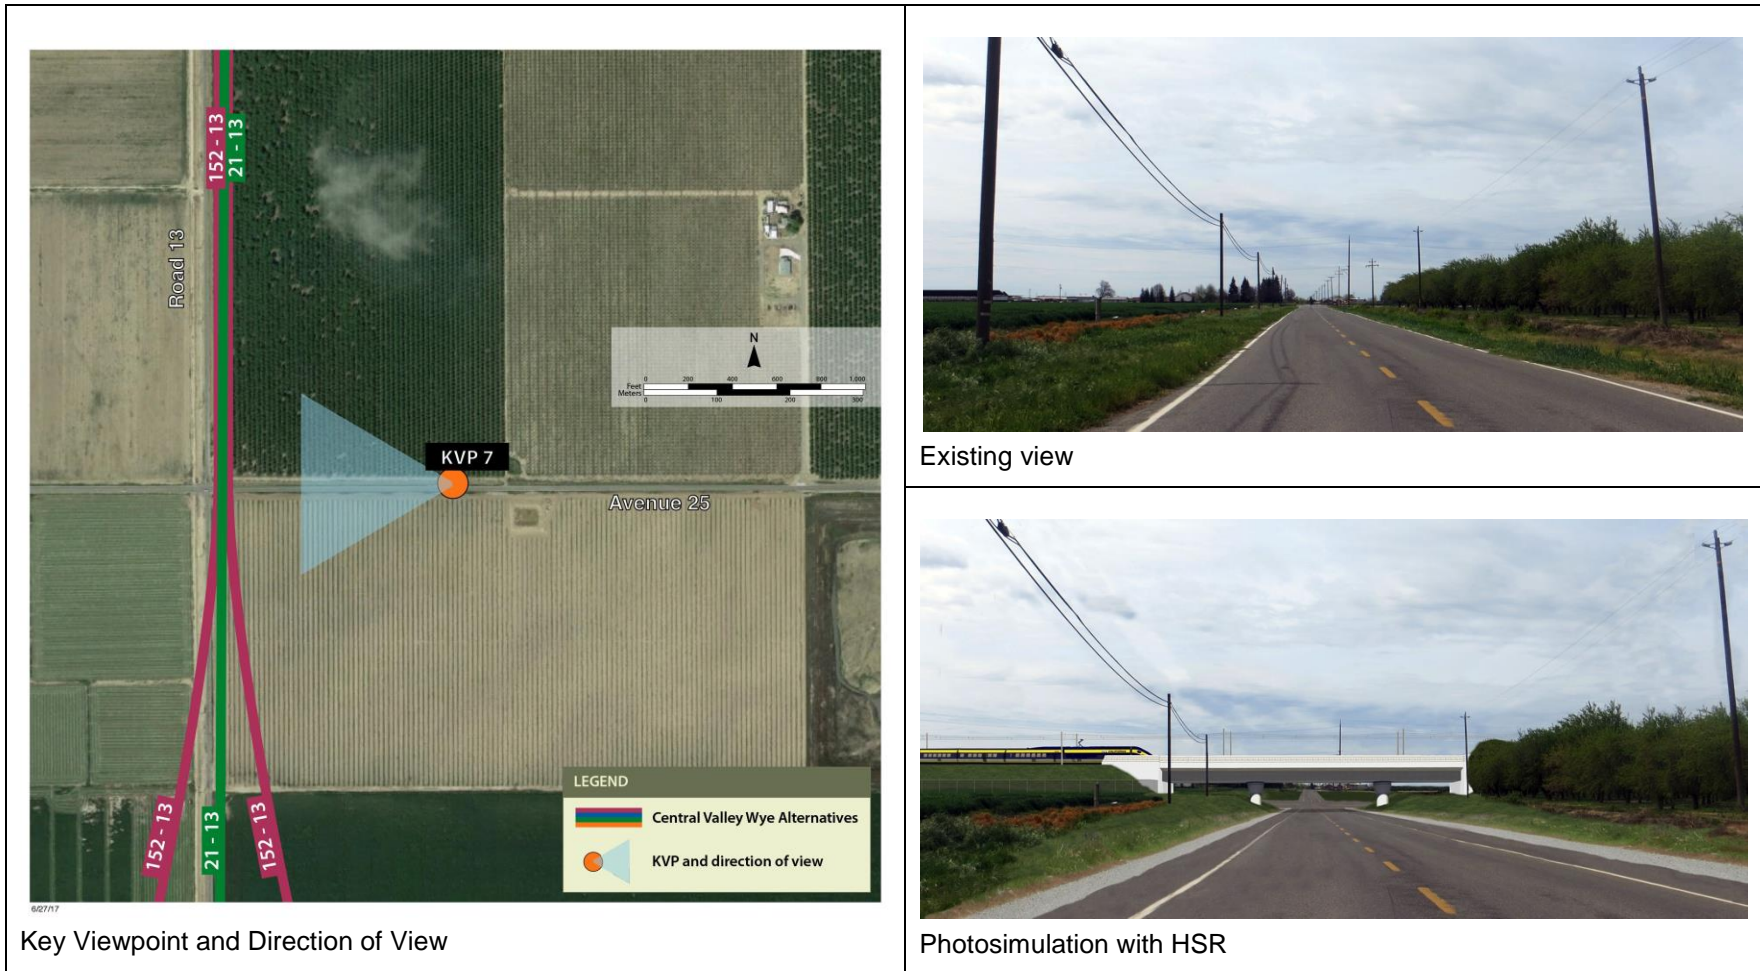 152 - 13
21 - 13
Road 13
N
0 200 400 600 800 1,000
Feet
Meters
0 100 200 300
KVP 7
Avenue 25
152 - 13
21 - 13
152 - 13
LEGEND
Central Valley Wye Alternatives
KVP and direction of view
6/27/17
Key Viewpoint and Direction of View
Existing view
Photosimulation with HSR